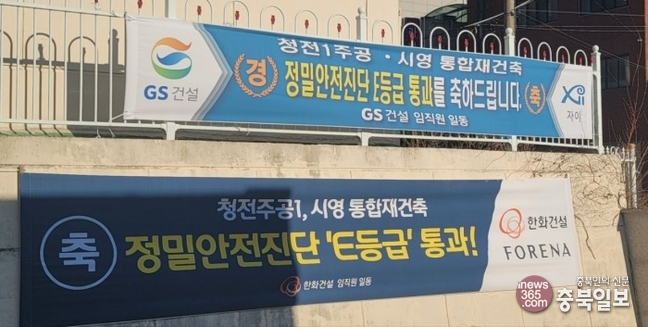 청전1주공 · 시영 통합재건축
경 정밀안전진단 E등급 통과를 축하드립니다. 축
GS건설 임직원 일동
GS건설
Xi
자이
청전주공1, 시영 통합재건축
축 정밀안전진단 'E등급' 통과!
한화건설 임직원 일동
한화건설
FORENA
충북인의 신문
inews365.com 충북일보